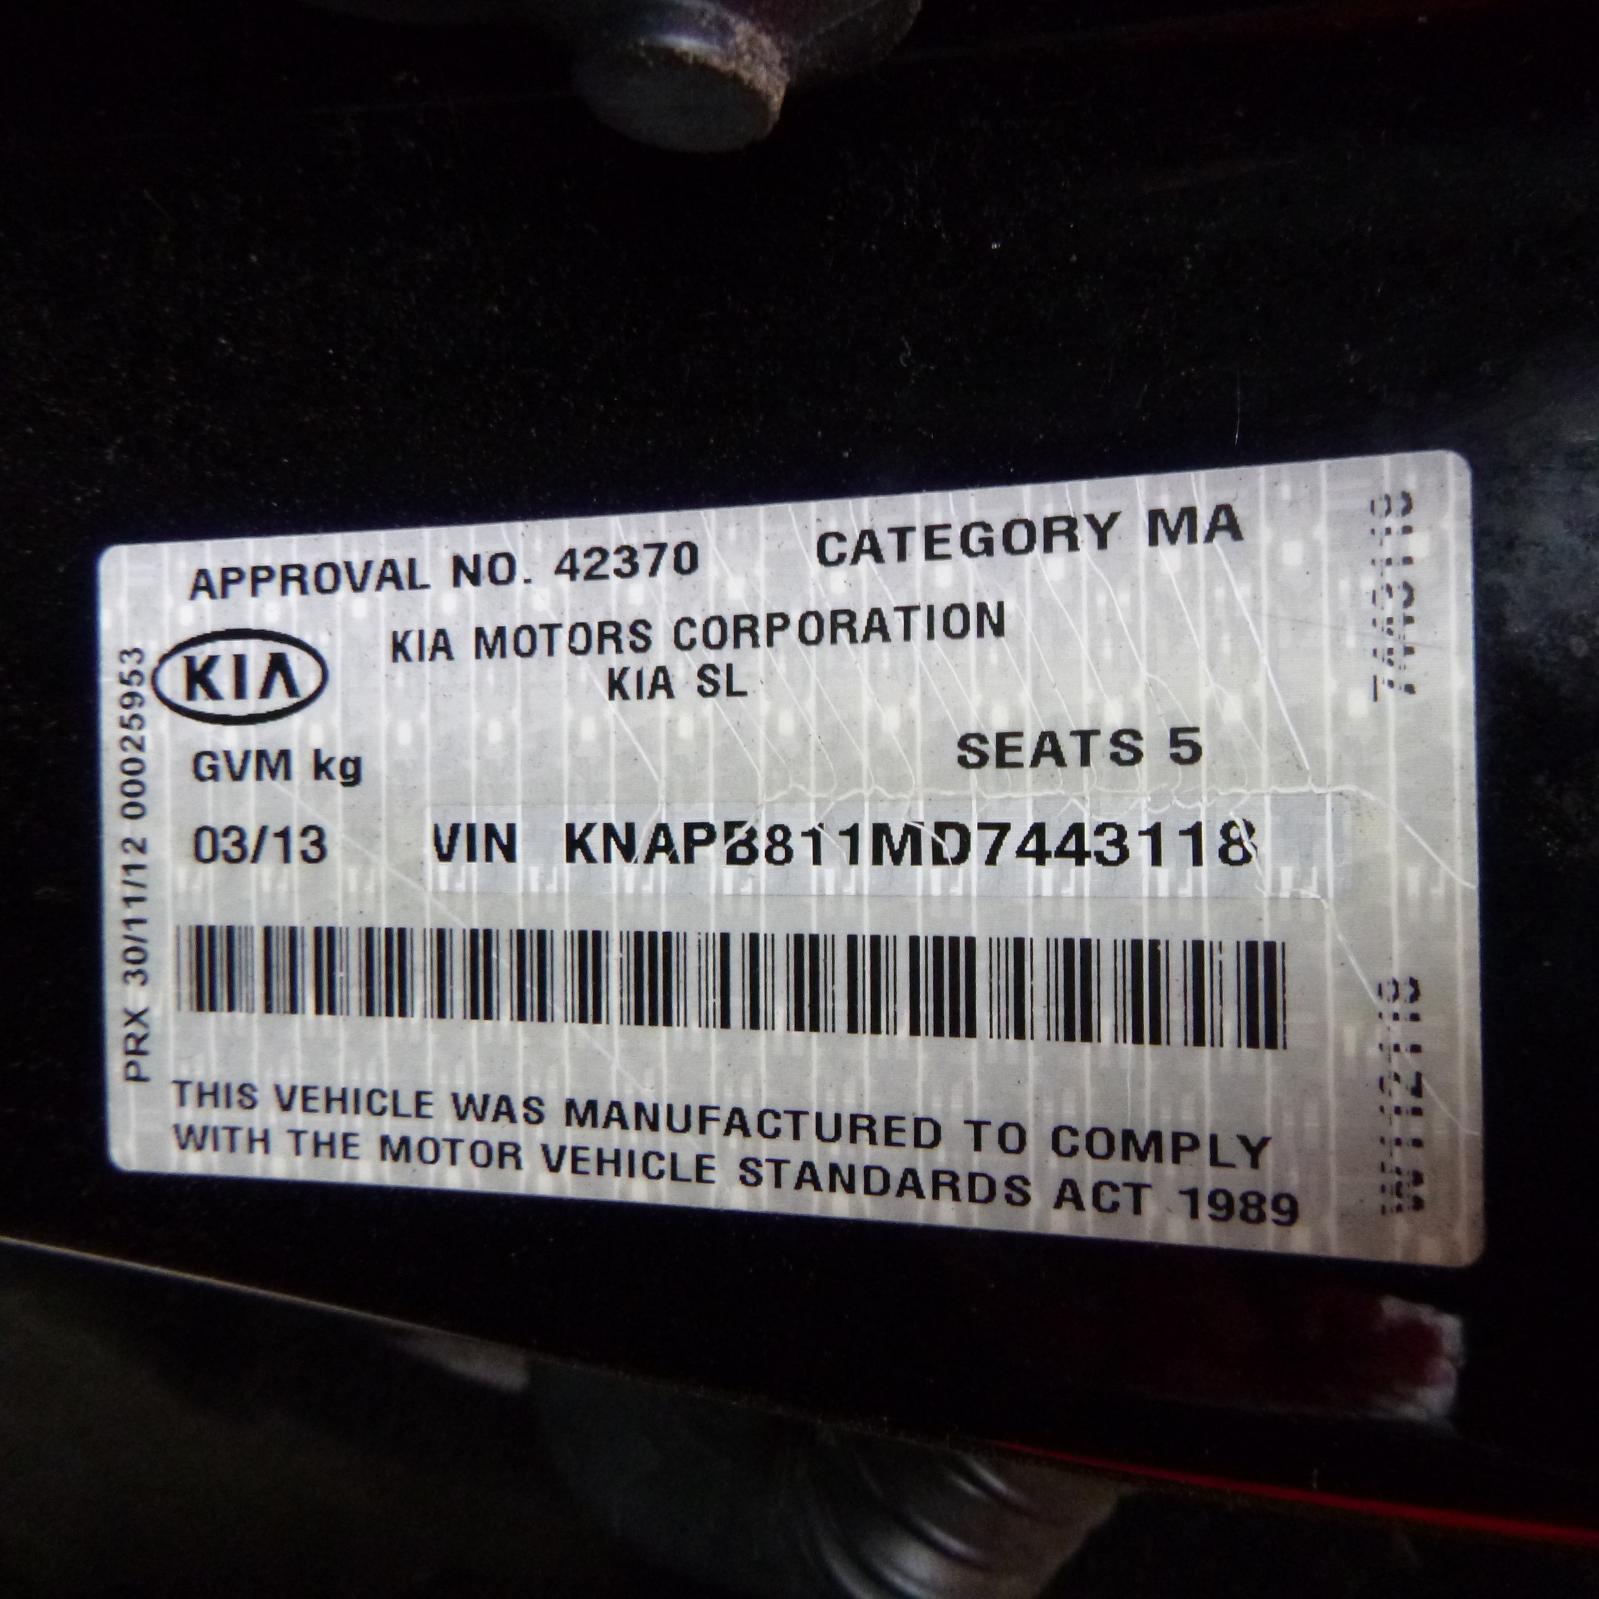 APPROVAL NO. 42370 CATEGORY MA
KIA MOTORS CORPORATION
KIA
KIA SL
GVM kg SEATS 5
03/13 VIN KNAPB811MD7443118
THIS VEHICLE WAS MANUFACTURED TO COMPLY
WITH THE MOTOR VEHICLE STANDARDS ACT 1989
PRX 30/11/12 00025953